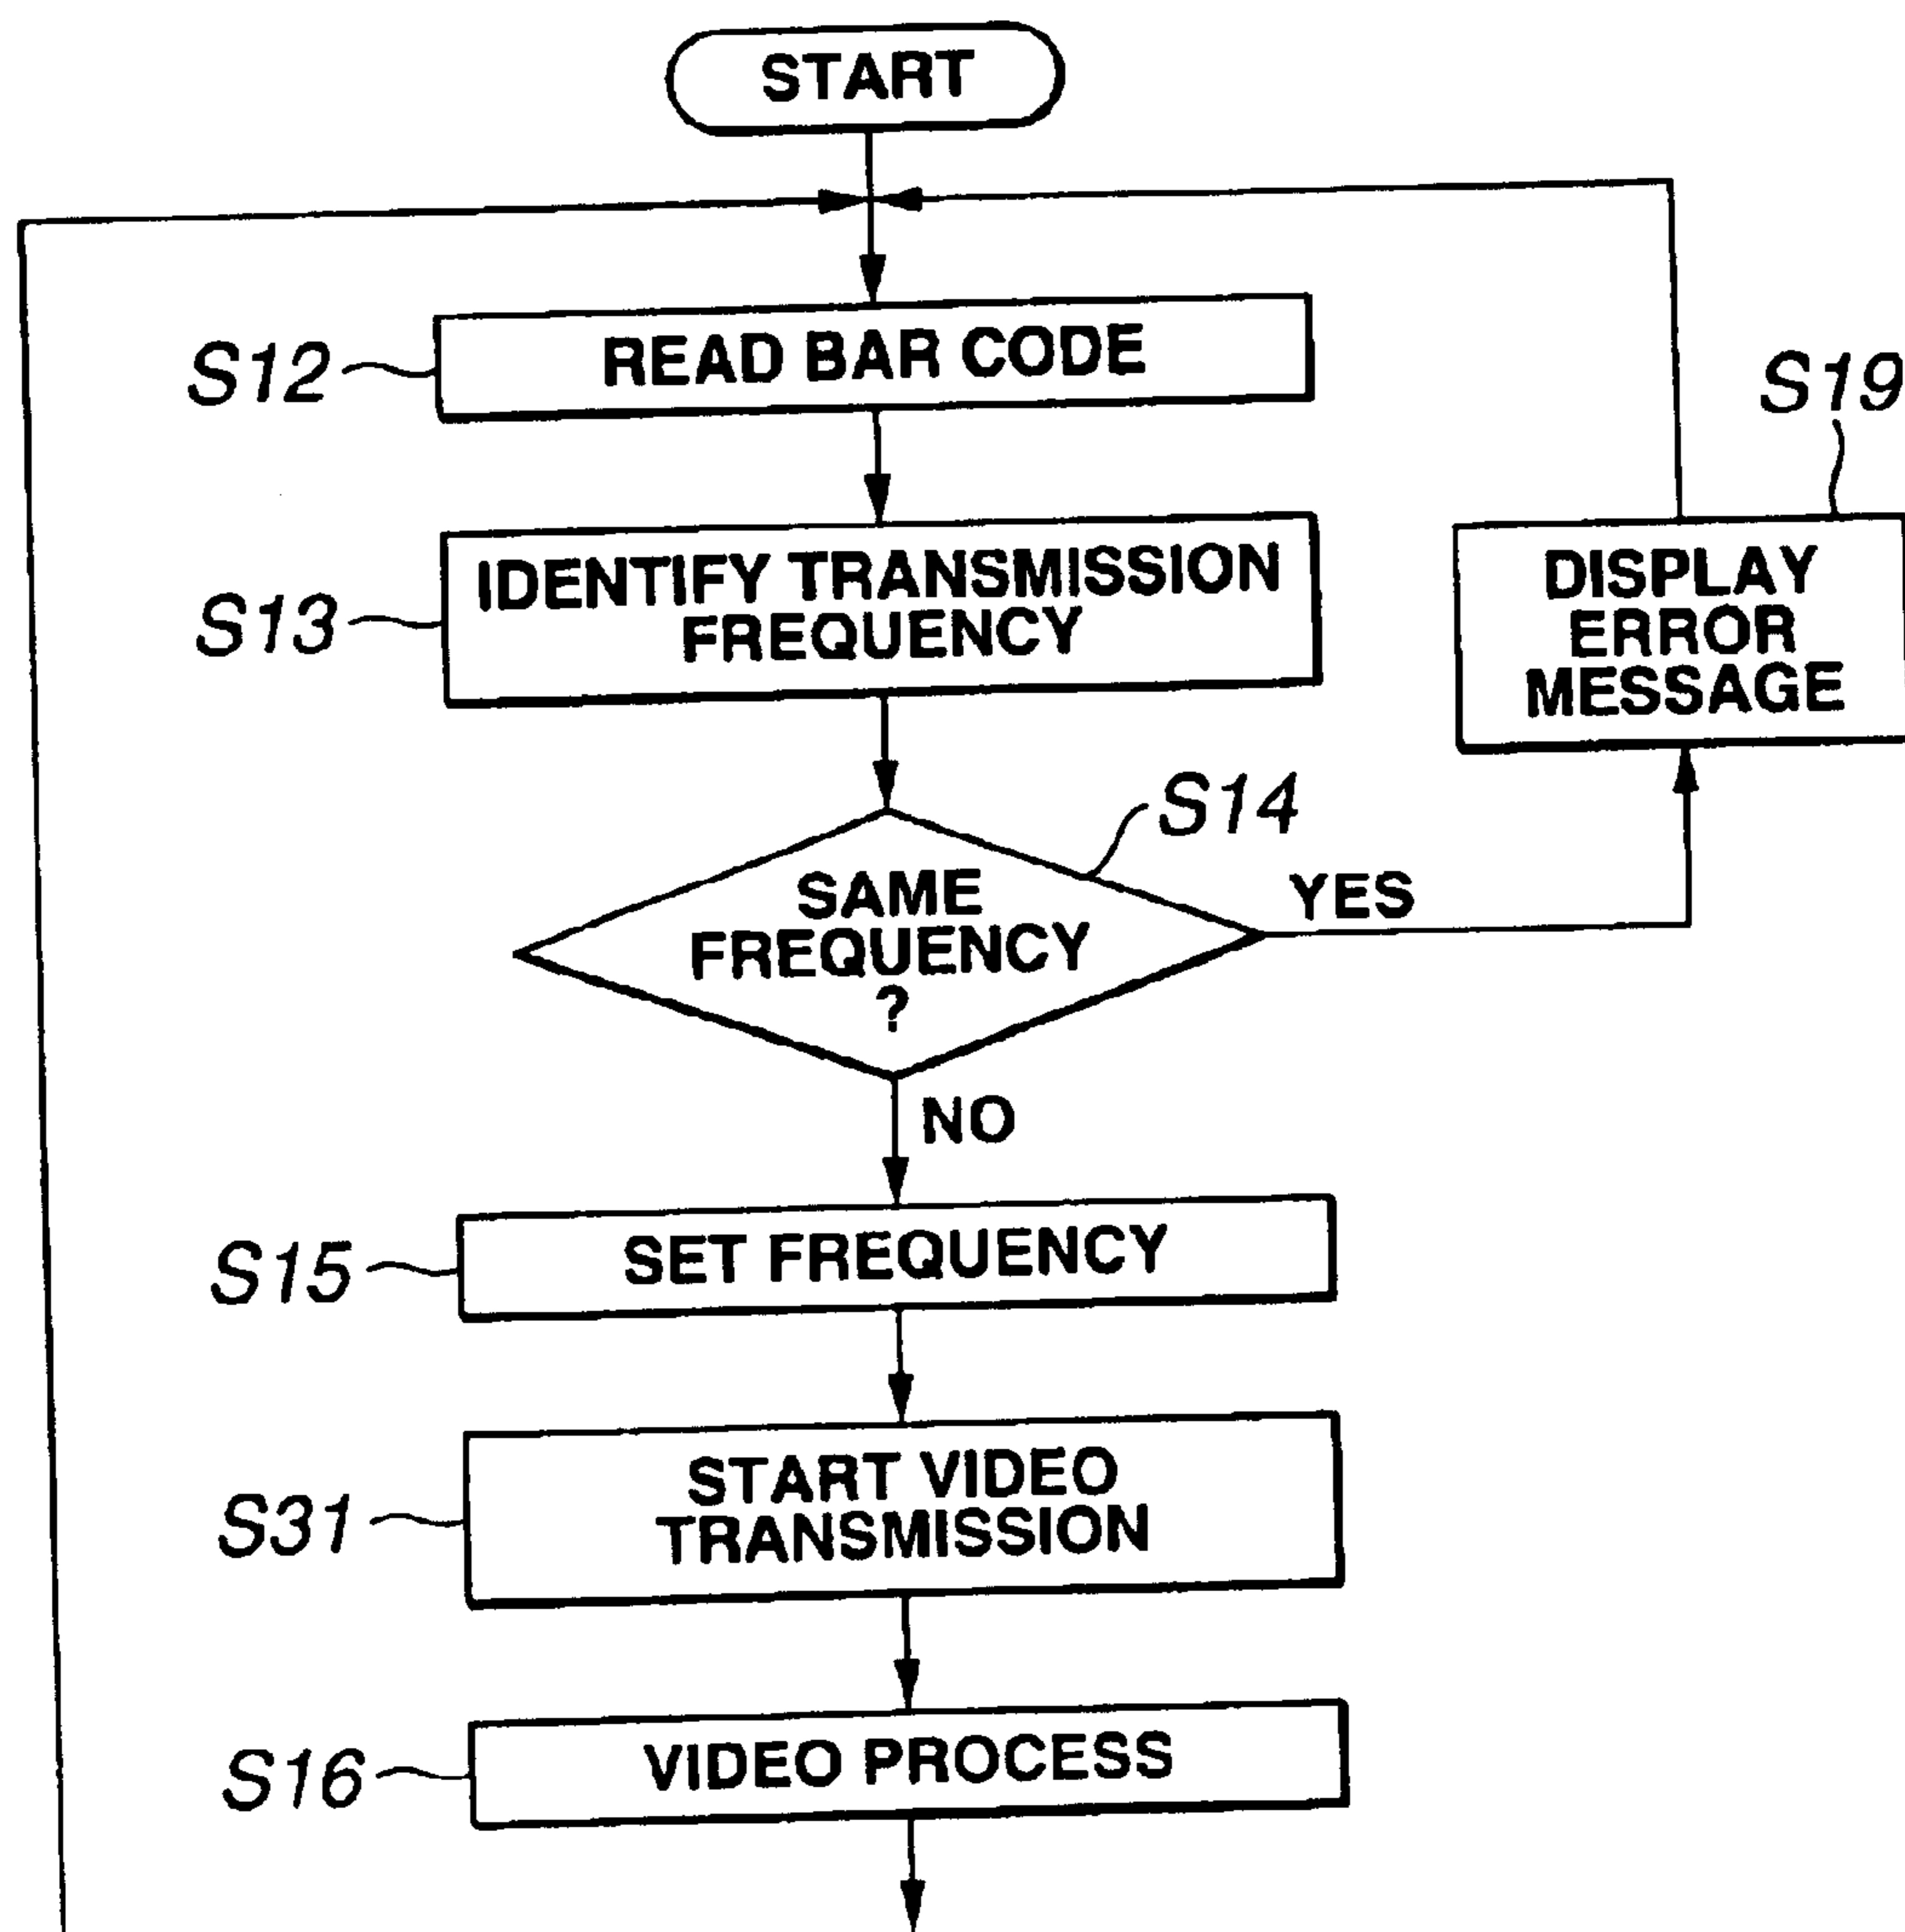 START
S12
READ BAR CODE
S19
S13
IDENTIFY TRANSMISSION
FREQUENCY
DISPLAY
ERROR
MESSAGE
S14
SAME
FREQUENCY
?
YES
NO
S15
SET FREQUENCY
S31
START VIDEO
TRANSMISSION
S16
VIDEO PROCESS